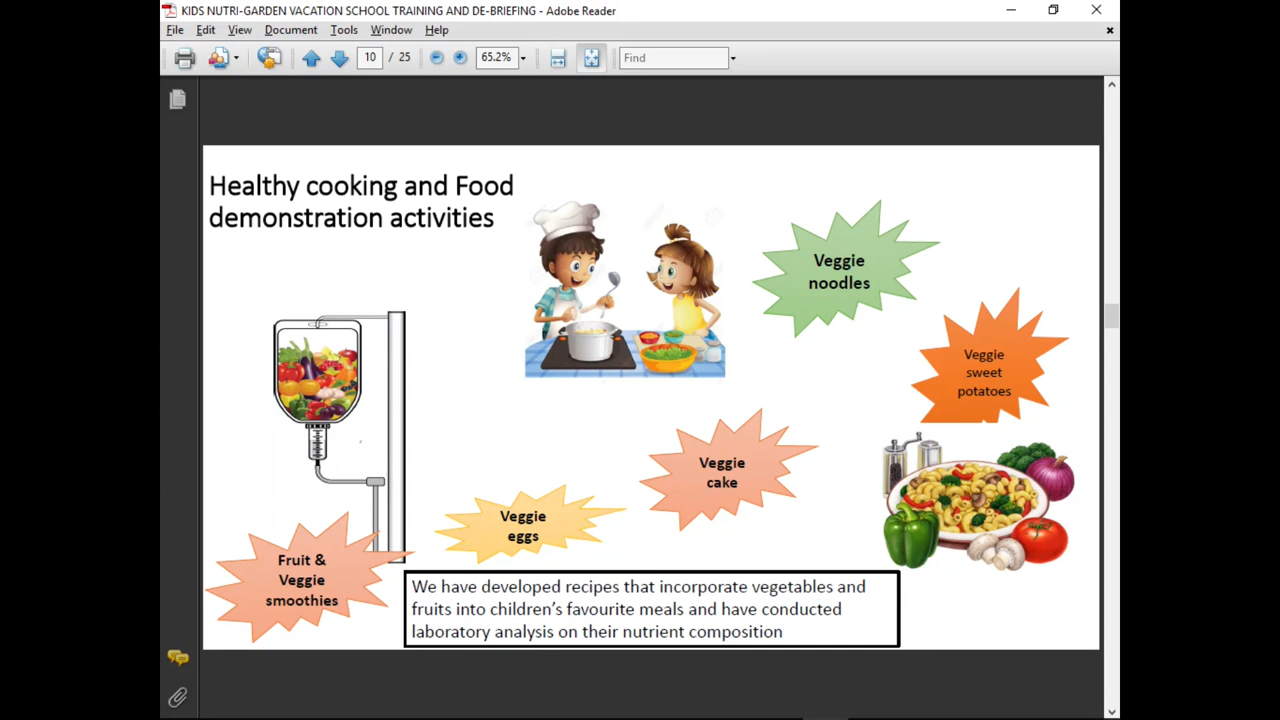 KIDS NUTRI-GARDEN VACATION SCHOOL TRAINING AND DE-BRIEFING - Adobe Reader
File Edit View Document Tools Window Help
10 / 25 65.2% Find
Healthy cooking and Food
demonstration activities
Veggie
noodles
Veggie
sweet
potatoes
Veggie
cake
Veggie
eggs
Fruit &
Veggie
smoothies
We have developed recipes that incorporate vegetables and
fruits into children’s favourite meals and have conducted
laboratory analysis on their nutrient composition